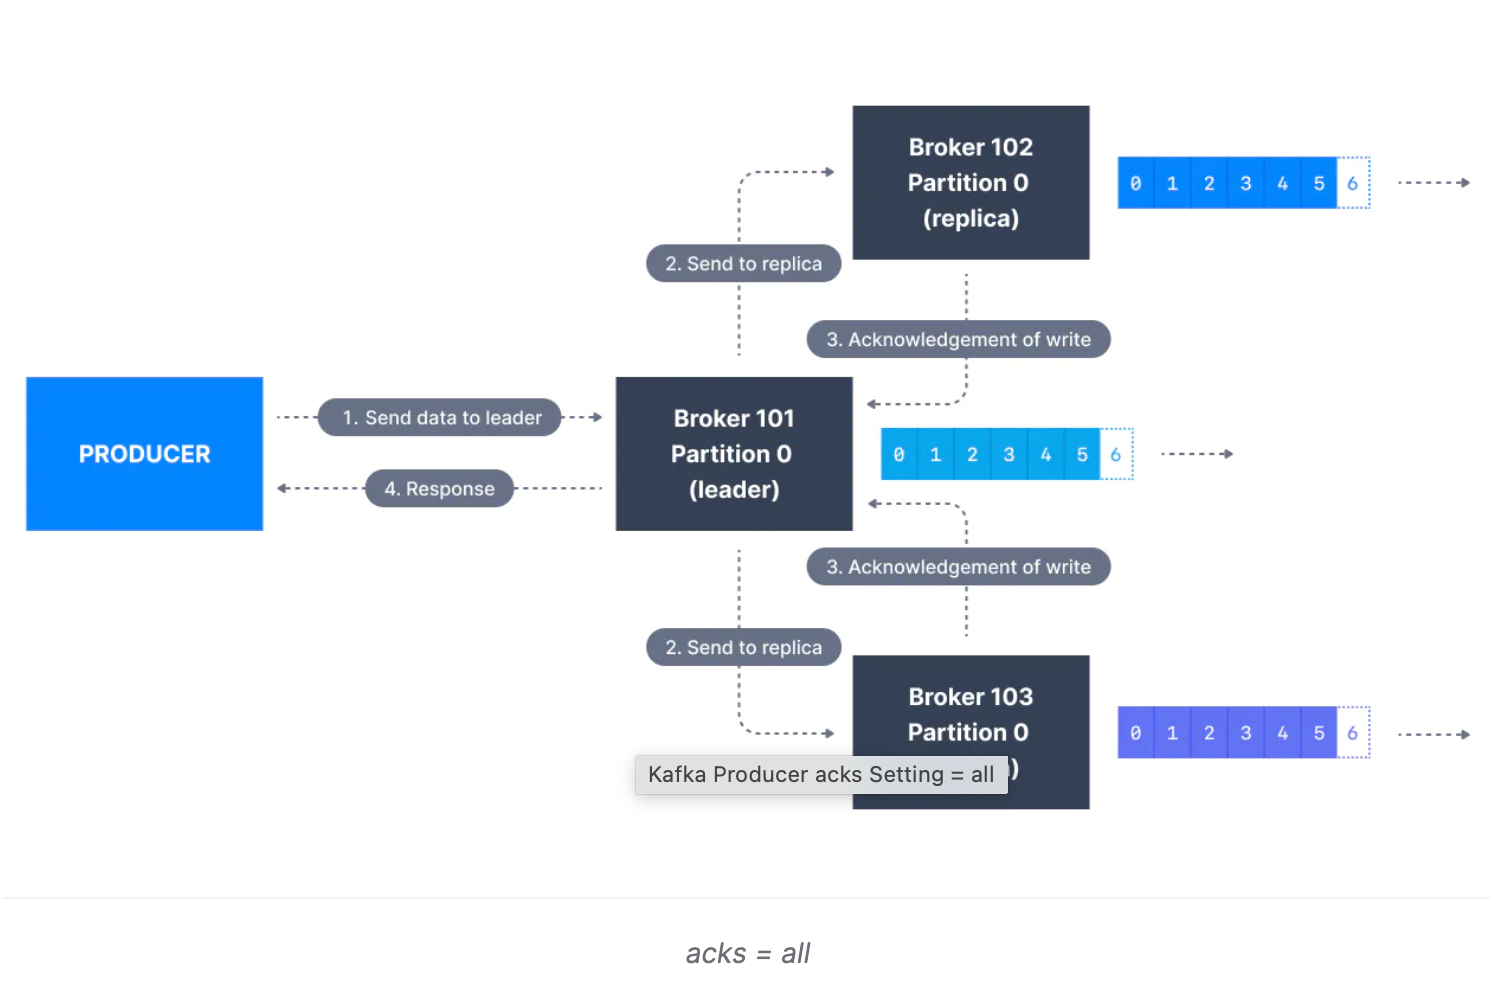 Broker 102
Partition 0
(replica)
0 1 2 3 4 5 6
2. Send to replica
3. Acknowledgement of write
PRODUCER
1. Send data to leader
4. Response
Broker 101
Partition 0
(leader)
0 1 2 3 4 5 6
3. Acknowledgement of write
2. Send to replica
Broker 103
Partition 0
)
0 1 2 3 4 5 6
Kafka Producer acks Setting = all
acks = all